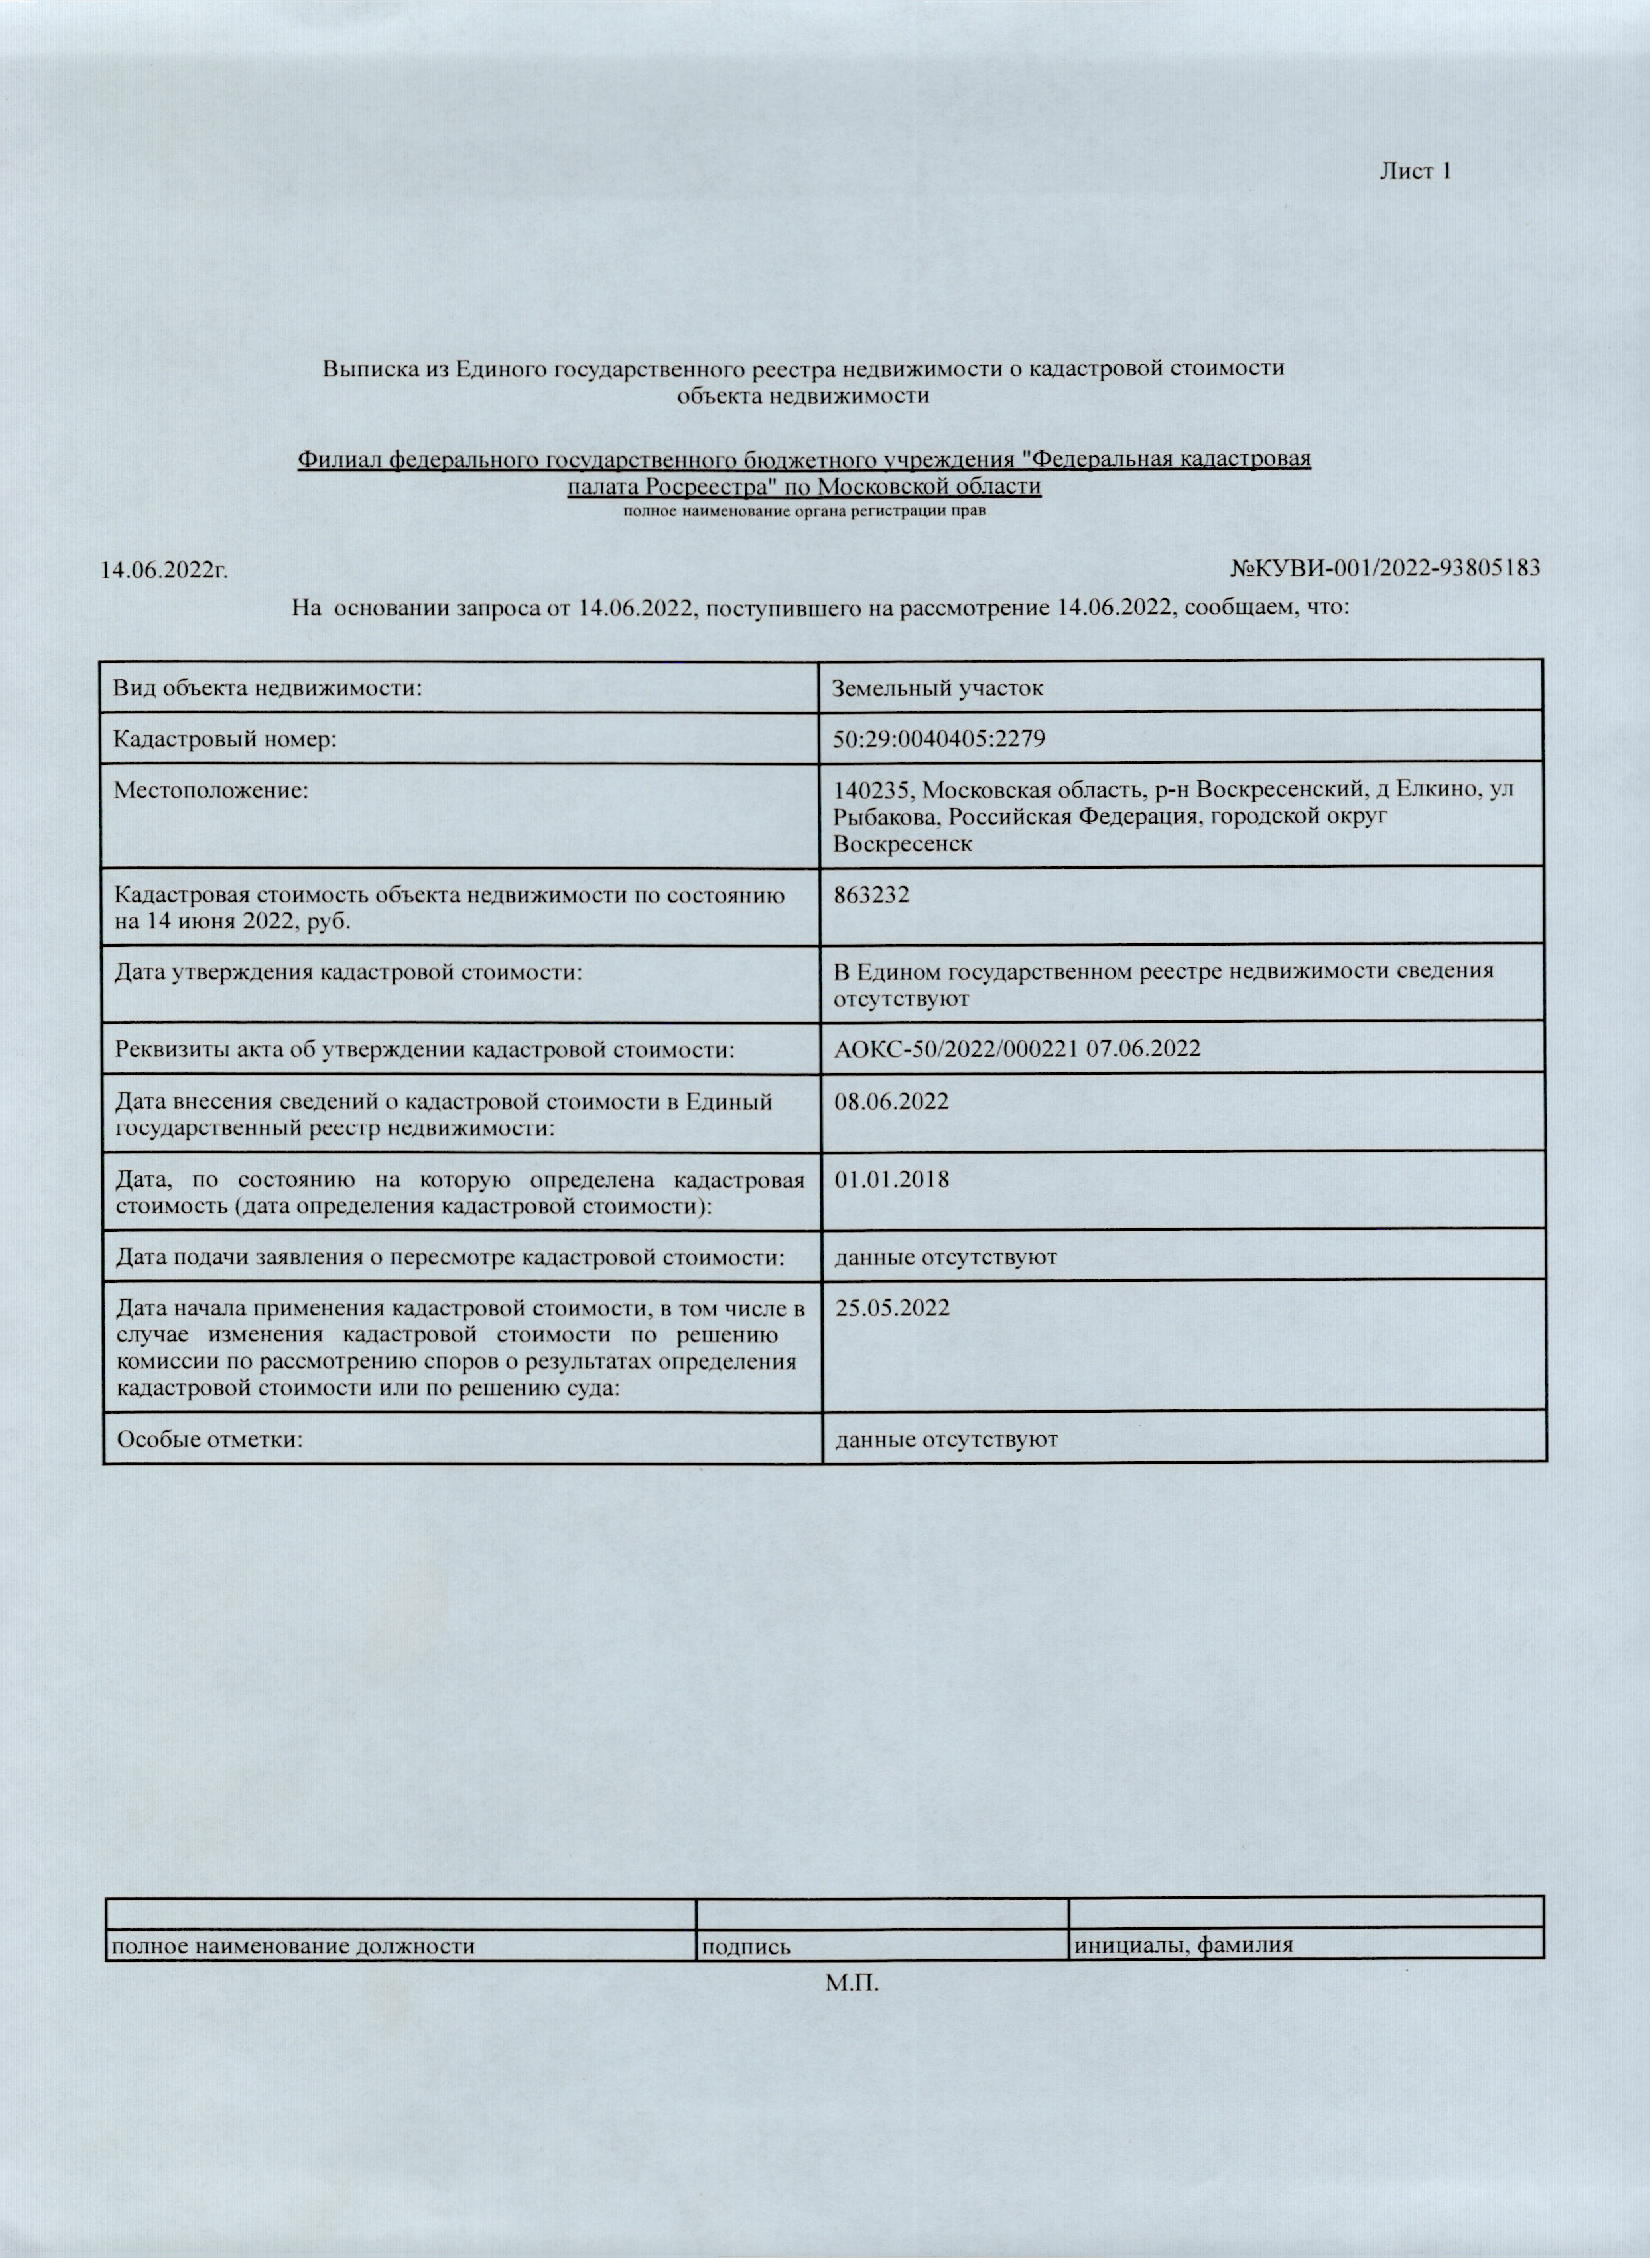 Лист 1
Выписка из Единого государственного реестра недвижимости о кадастровой стоимости
объекта недвижимости
Филиал федерального государственного бюджетного учреждения "Федеральная кадастровая
палата Росреестра" по Московской области
полное наименование органа регистрации прав
14.06.2022г.
№КУВИ-001/2022-93805183
На основании запроса от 14.06.2022, поступившего на рассмотрение 14.06.2022, сообщаем, что:
Вид объекта недвижимости:
Земельный участок
Кадастровый номер:
50:29:0040405:2279
Местоположение:
140235, Московская область, р-н Воскресенский, д Елкино, ул
Рыбакова, Российская Федерация, городской округ
Воскресенск
Кадастровая стоимость объекта недвижимости по состоянию
на 14 июня 2022, руб.
863232
Дата утверждения кадастровой стоимости:
В Едином государственном реестре недвижимости сведения
отсутствуют
Реквизиты акта об утверждении кадастровой стоимости:
АОКС-50/2022/000221 07.06.2022
Дата внесения сведений о кадастровой стоимости в Единый
государственный реестр недвижимости:
08.06.2022
Дата, по состоянию на которую определена кадастровая
стоимость (дата определения кадастровой стоимости):
01.01.2018
Дата подачи заявления о пересмотре кадастровой стоимости:
данные отсутствуют
Дата начала применения кадастровой стоимости, в том числе в
случае изменения кадастровой стоимости по решению
комиссии по рассмотрению споров о результатах определения
кадастровой стоимости или по решению суда:
25.05.2022
Особые отметки:
данные отсутствуют
полное наименование должности
подпись
инициалы, фамилия
М.П.